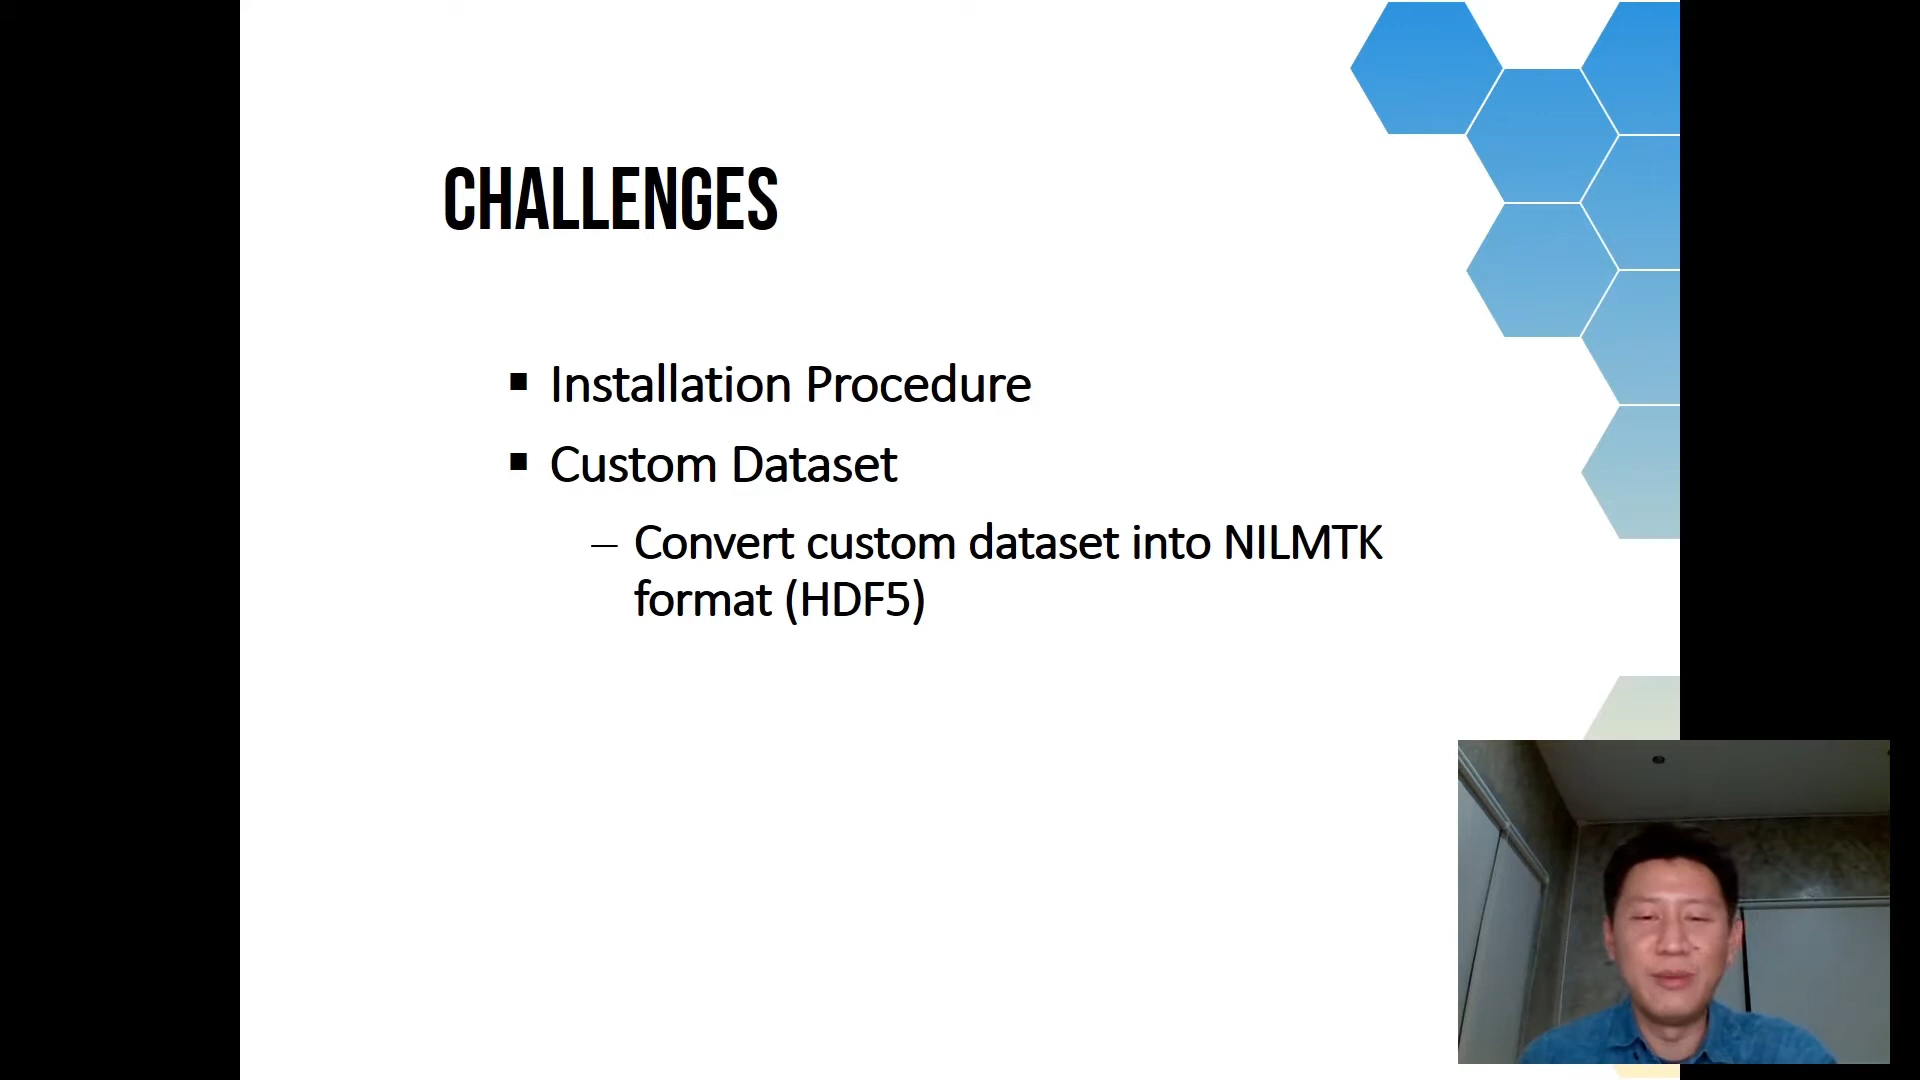 CHALLENGES
▪ Installation Procedure
▪ Custom Dataset
– Convert custom dataset into NILMTK
format (HDF5)